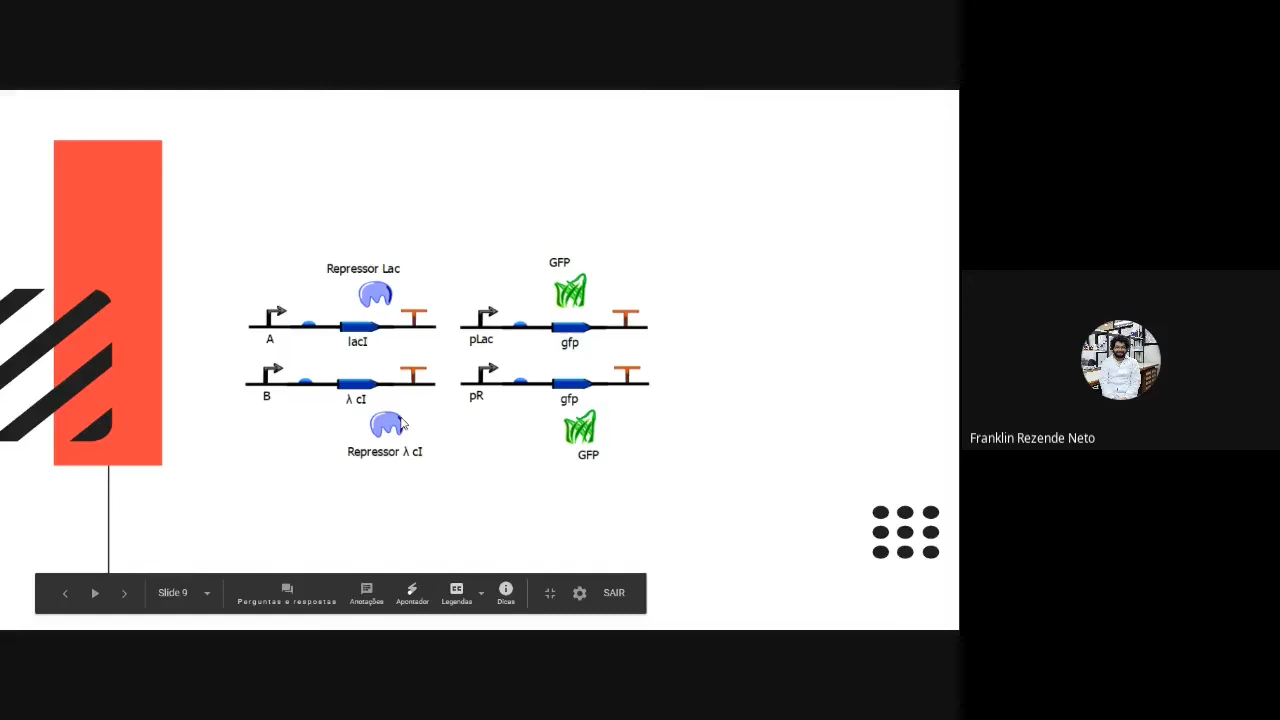 Repressor Lac
GFP
A
lacI
pLac
gfp
B
λ cI
pR
gfp
Repressor λ cI
GFP
Franklin Rezende Neto
Slide 9
Perguntas e respostas
Anotações
Apontador
Legendas
Dicas
SAIR